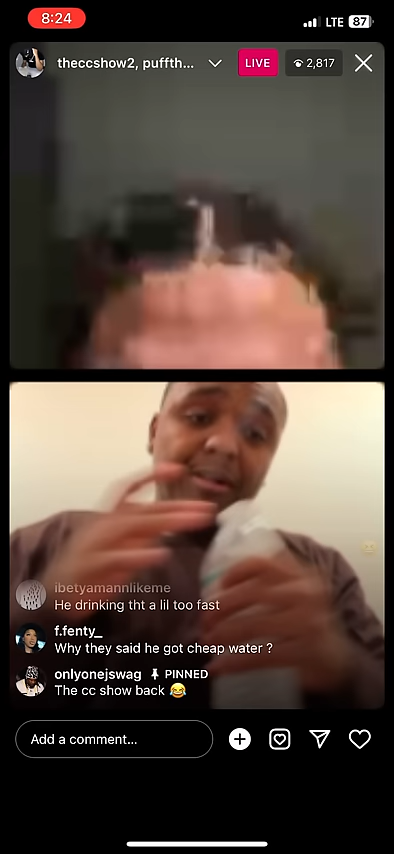 8:24
LTE 87
theccshow2, puffth...
LIVE
2,817
ibetyamannlikeme
He drinking tht a lil too fast
f.fenty_
Why they said he got cheap water ?
onlyonejswag PINNED
The cc show back 😂
Add a comment...